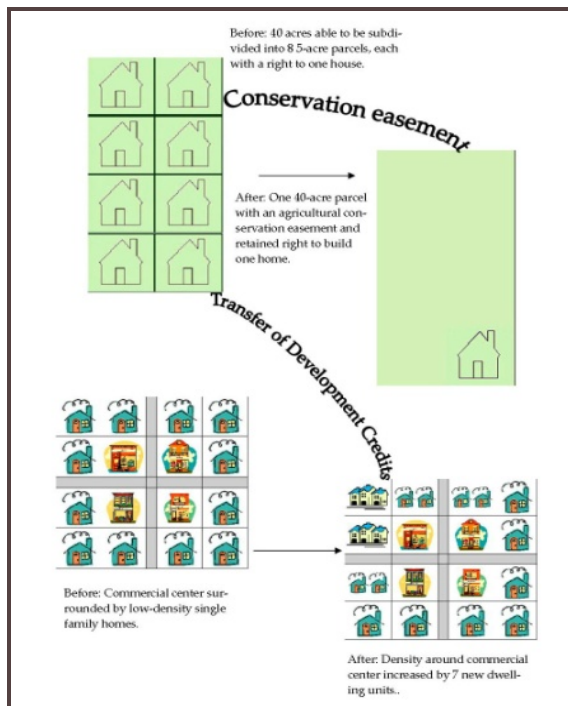 Before: 40 acres able to be subdi-
vided into 8 5-acre parcels, each
with a right to one house.
Conservation easement
After: One 40-acre parcel
with an agricultural con-
servation easement and
retained right to build
one home.
Transfer of Development Credits
Before: Commercial center sur-
rounded by low-density single
family homes.
After: Density around commercial
center increased by 7 new dwell-
ing units..